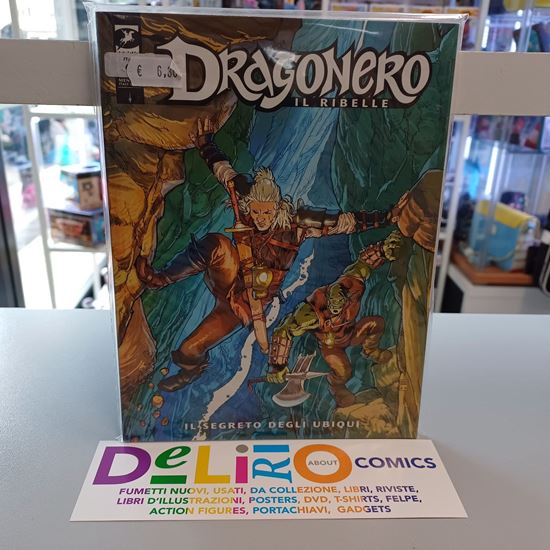 DRAGONERO
IL RIBELLE
€ 6,90
IL SEGRETO DEGLI UBIQUI
DELIRIO ABOUT COMICS
FUMETTI NUOVI, USATI, DA COLLEZIONE, LIBRI, RIVISTE,
LIBRI D'ILLUSTRAZIONI, POSTERS, DVD, T-SHIRTS, FELPE,
ACTION FIGURES, PORTACHIAVI, GADGETS